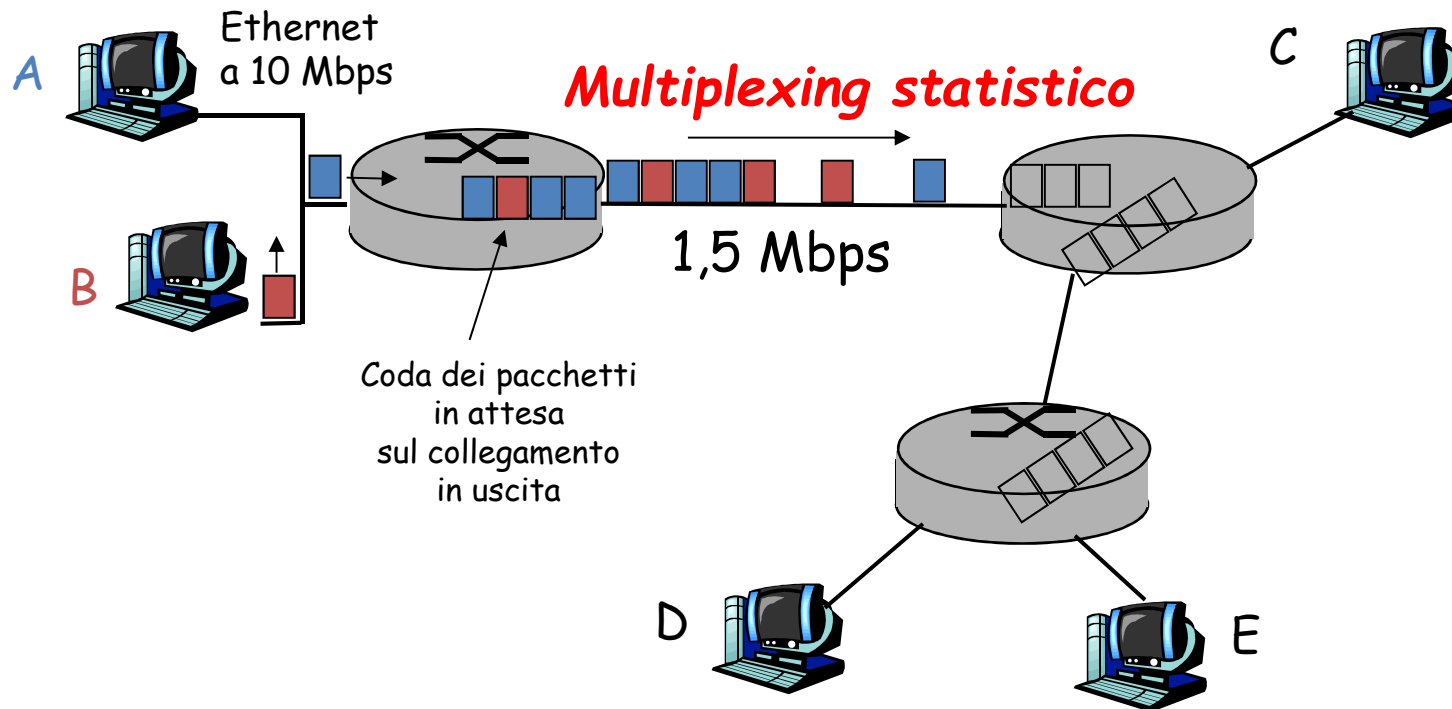 Ethernet
a 10 Mbps
A
Multiplexing statistico
C
1,5 Mbps
B
Coda dei pacchetti
in attesa
sul collegamento
in uscita
D
E